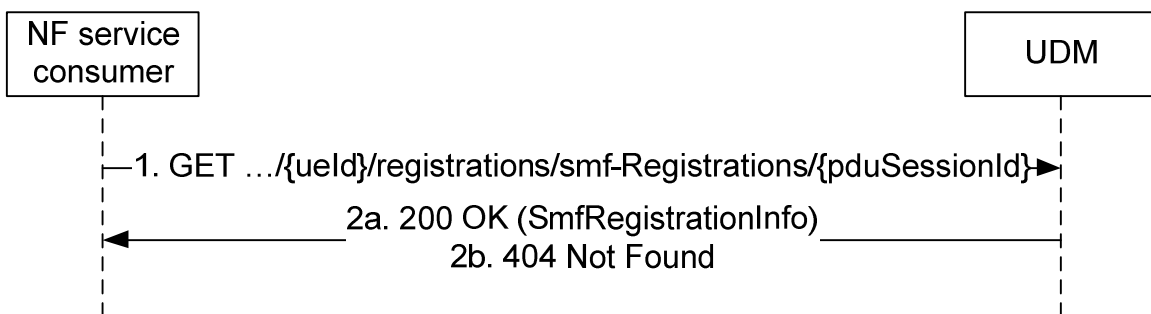 NF service
consumer
UDM
1. GET …/{ueId}/registrations/smf-Registrations/{pduSessionId}
2a. 200 OK (SmfRegistrationInfo)
2b. 404 Not Found